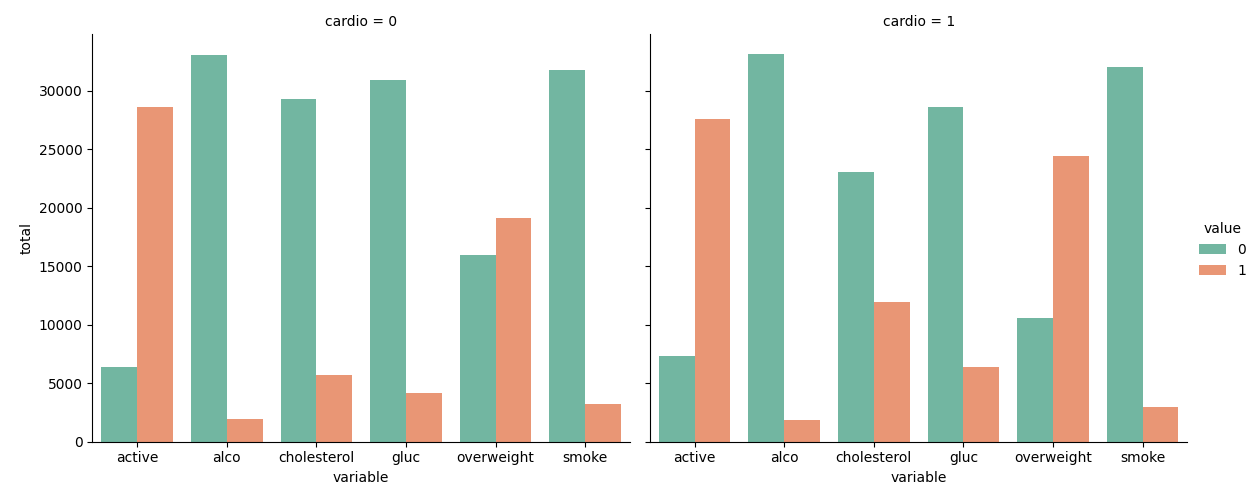 cardio = 0
cardio = 1
total
30000
25000
20000
15000
10000
5000
0
active alco cholesterol gluc overweight smoke
variable
active alco cholesterol gluc overweight smoke
variable
value
0
1